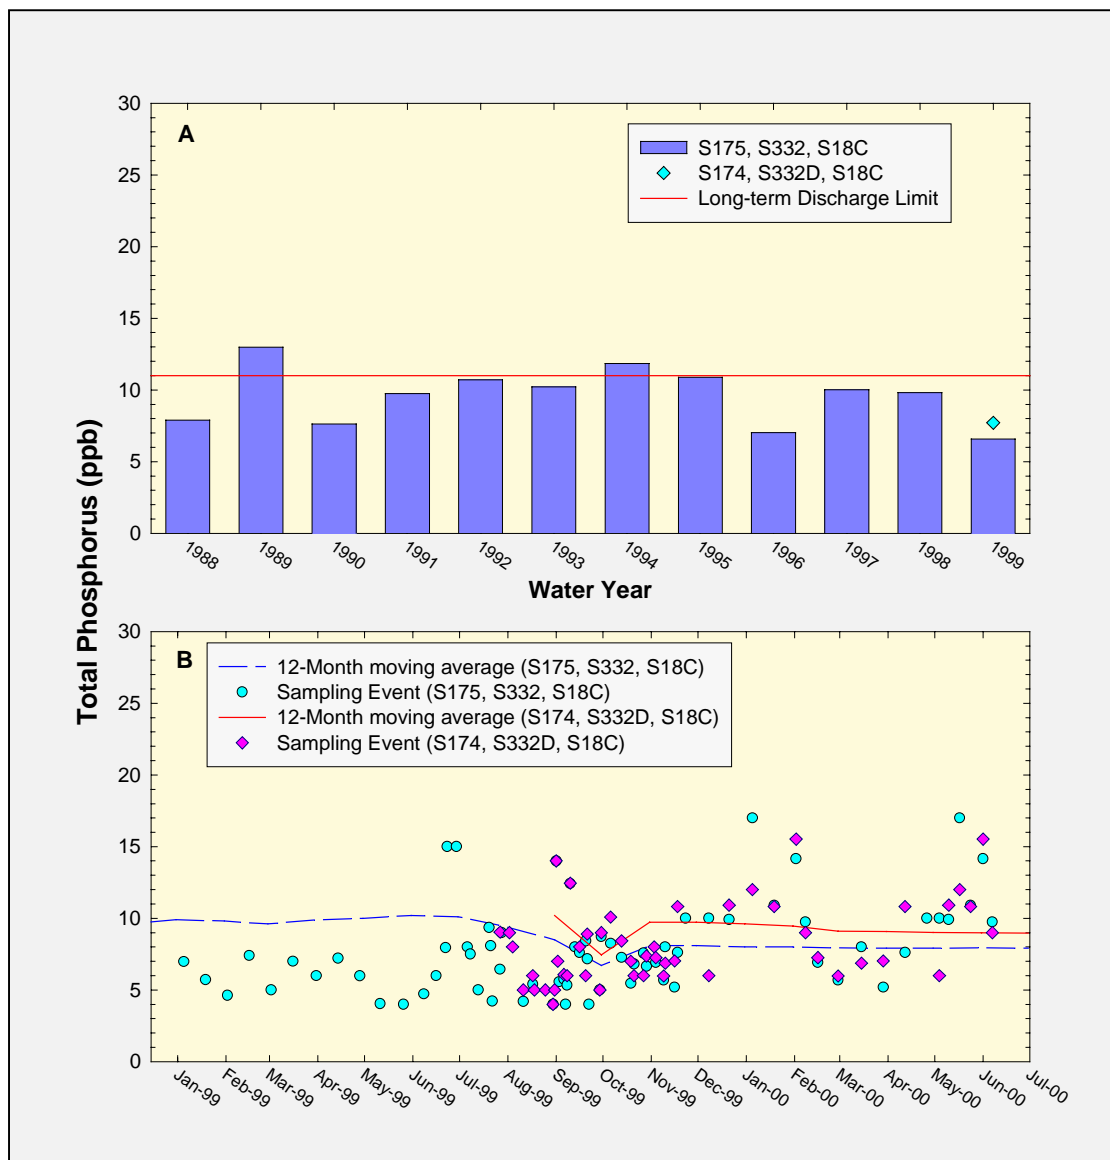 Total Phosphorus (ppb)
A
30
25
20
15
10
5
0
S175, S332, S18C
S174, S332D, S18C
Long-term Discharge Limit
1988
1989
1990
1991
1992
1993
1994
1995
1996
1997
1998
1999
Water Year
B
30
25
20
15
10
5
0
12-Month moving average (S175, S332, S18C)
Sampling Event (S175, S332, S18C)
12-Month moving average (S174, S332D, S18C)
Sampling Event (S174, S332D, S18C)
Jan-99
Feb-99
Mar-99
Apr-99
May-99
Jun-99
Jul-99
Aug-99
Sep-99
Oct-99
Nov-99
Dec-99
Jan-00
Feb-00
Mar-00
Apr-00
May-00
Jun-00
Jul-00